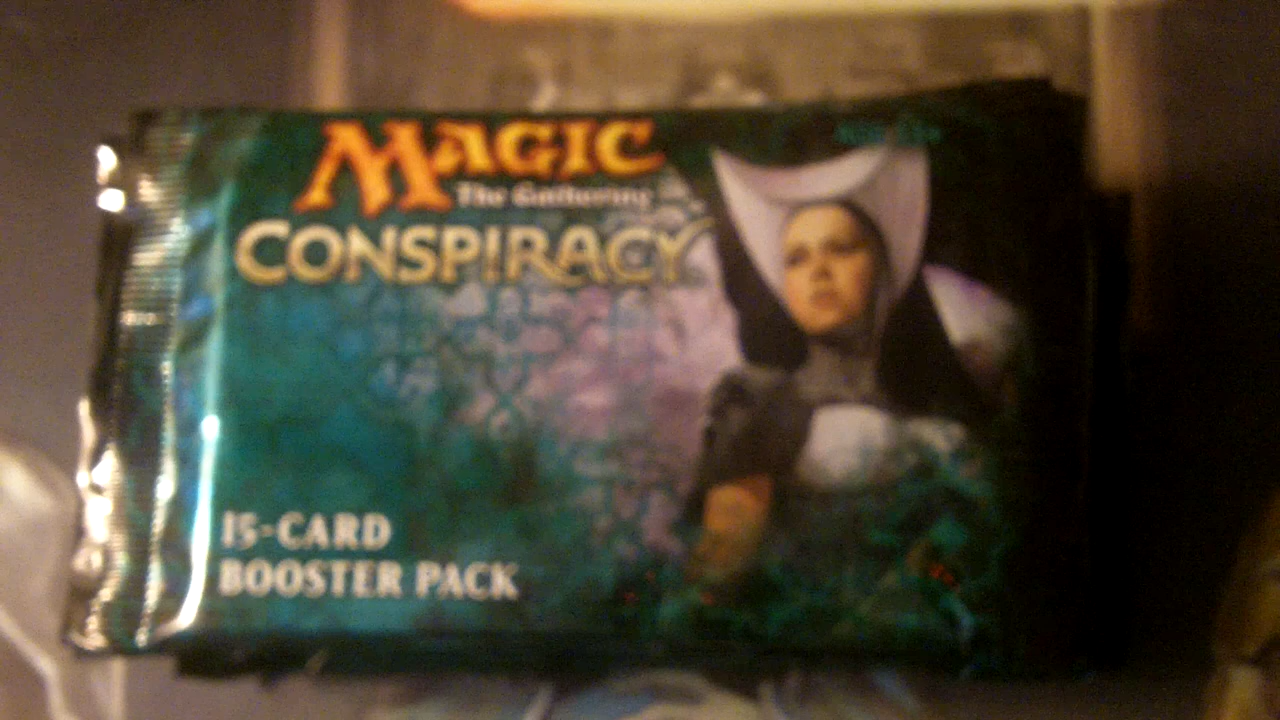 MAGIC
The Gathering
CONSPIRACY
15-CARD
BOOSTER PACK